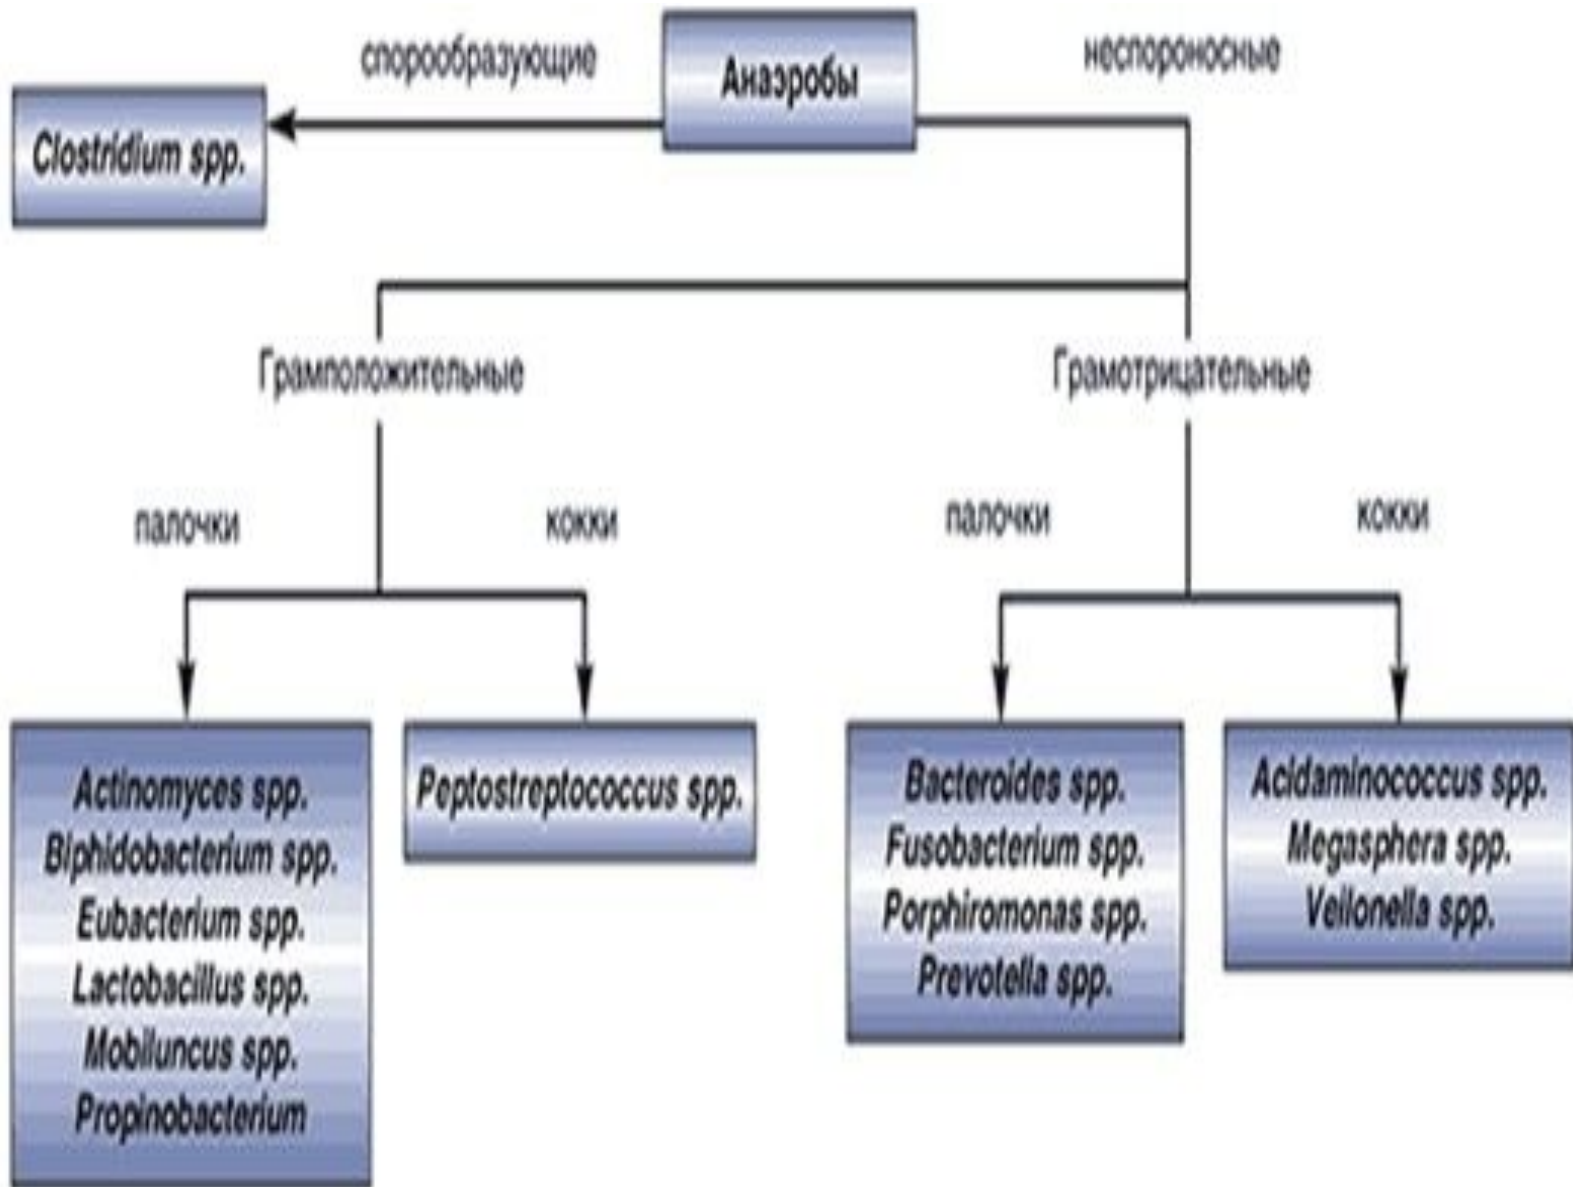 спорообразующие
Анаэробы
неспороносные
Clostridium spp.
Грамположительные
Грамотрицательные
палочки
кокки
палочки
кокки
Actinomyces spp.
Biphidobacterium spp.
Eubacterium spp.
Lactobacillus spp.
Mobiluncus spp.
Propinobacterium
Peptostreptococcus spp.
Bacteroides spp.
Fusobacterium spp.
Porphiromonas spp.
Prevotella spp.
Acidaminococcus spp.
Megasphera spp.
Veilonella spp.